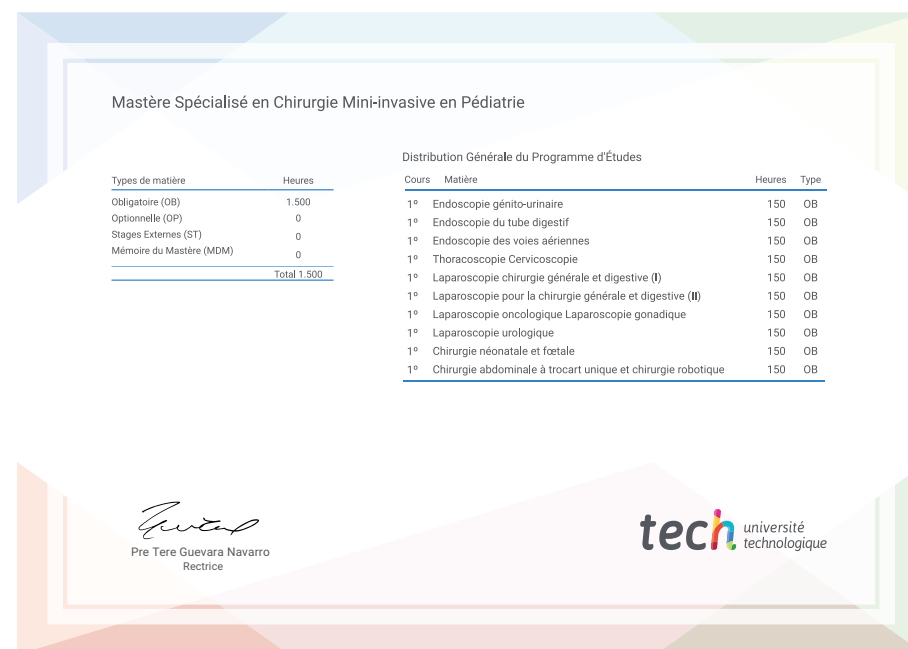 Mastère Spécialisé en Chirurgie Mini-invasive en Pédiatrie
Types de matière Heures
Obligatoire (OB) 1.500
Optionnelle (OP) 0
Stages Externes (ST) 0
Mémoire du Mastère (MDM) 0
Total 1.500
Distribution Générale du Programme d'Études
Cours Matière Heures Type
1º Endoscopie génito-urinaire 150 OB
1º Endoscopie du tube digestif 150 OB
1º Endoscopie des voies aériennes 150 OB
1º Thoracoscopie Cervicoscopie 150 OB
1º Laparoscopie chirurgie générale et digestive (I) 150 OB
1º Laparoscopie pour la chirurgie générale et digestive (II) 150 OB
1º Laparoscopie oncologique Laparoscopie gonadique 150 OB
1º Laparoscopie urologique 150 OB
1º Chirurgie néonatale et fœtale 150 OB
1º Chirurgie abdominale à trocart unique et chirurgie robotique 150 OB
Pre Tere Guevara Navarro
Rectrice
tech université
technologique